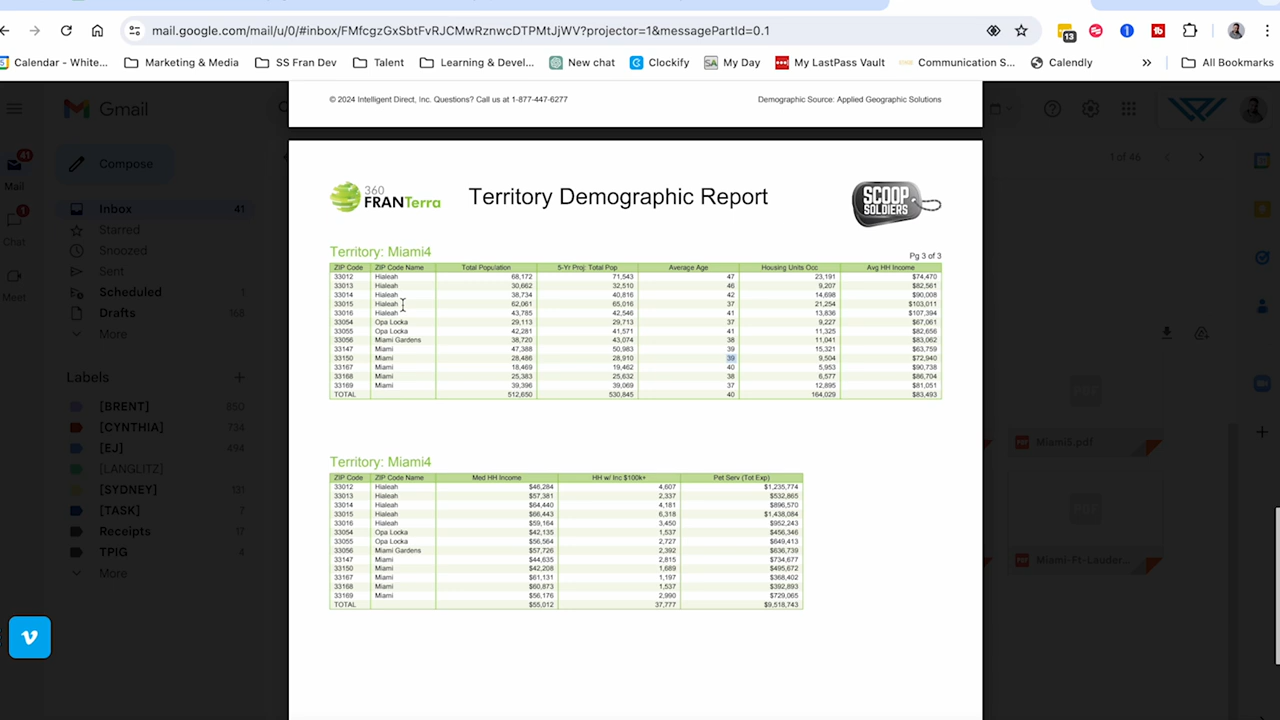 mail.google.com/mail/u/0/#inbox/FMfcgzGxSbtFvRJCMwRznwcDTPMtJjWV?projector=1&messagePartId=0.1
13
Calendar - White... Marketing & Media SS Fran Dev Talent Learning & Devel... New chat Clockify SA My Day My LastPass Vault Communication S... Calendly » All Bookmarks
© 2024 Intelligent Direct, Inc. Questions? Call us at 1-877-447-6277 Demographic Source: Applied Geographic Solutions
Gmail
41
Mail
1
Chat
Meet
Compose
Inbox 41
Starred
Snoozed
Sent
Scheduled
Drafts 168
More
Labels
[BRENT] 850
[CYNTHIA] 734
[EJ] 494
[LANGLITZ]
[SYDNEY] 131
[TASK] 7
Receipts 17
TPIG
More
1 of 46
360
FRANTerra
Territory Demographic Report
SCOOP
SOLDIERS
Territory: Miami4
Pg 3 of 3
ZIP Code ZIP Code Name Total Population 5-Yr Proj: Total Pop Average Age Housing Units Occ Avg HH Income
33012 Hialeah 68,172 71,543 47 23,191 $74,470
33013 Hialeah 30,662 32,510 46 9,207 $82,561
33014 Hialeah 38,734 40,816 42 14,698 $90,008
33015 Hialeah 62,061 65,016 37 21,254 $103,011
33016 Hialeah 43,785 42,546 41 13,836 $107,394
33054 Opa Locka 29,113 29,713 37 9,227 $67,061
33055 Opa Locka 42,281 41,571 41 11,325 $82,656
33056 Miami Gardens 38,720 43,074 38 11,041 $83,062
33147 Miami 47,388 50,983 39 15,321 $63,759
33150 Miami 28,486 28,910 39 9,504 $72,940
33167 Miami 18,469 19,462 40 5,953 $90,738
33168 Miami 25,383 25,632 38 6,577 $86,704
33169 Miami 39,396 39,069 37 12,895 $81,051
TOTAL 512,650 530,845 40 164,029 $83,493
Territory: Miami4
ZIP Code ZIP Code Name Med HH Income HH w/ Inc $100k+ Pet Serv (Tot Exp)
33012 Hialeah $46,284 4,607 $1,235,774
33013 Hialeah $57,381 2,337 $532,865
33014 Hialeah $64,440 4,181 $896,570
33015 Hialeah $66,443 6,318 $1,438,084
33016 Hialeah $59,164 3,450 $952,243
33054 Opa Locka $42,135 1,537 $456,346
33055 Opa Locka $56,564 2,727 $649,413
33056 Miami Gardens $57,726 2,392 $636,739
33147 Miami $44,635 2,815 $734,677
33150 Miami $42,208 1,689 $495,672
33167 Miami $61,131 1,197 $368,402
33168 Miami $60,873 1,537 $392,893
33169 Miami $56,176 2,990 $729,065
TOTAL $55,012 37,777 $9,518,743
PDF
PDF Miami5.pdf
PDF
PDF Miami-Ft-Lauder...